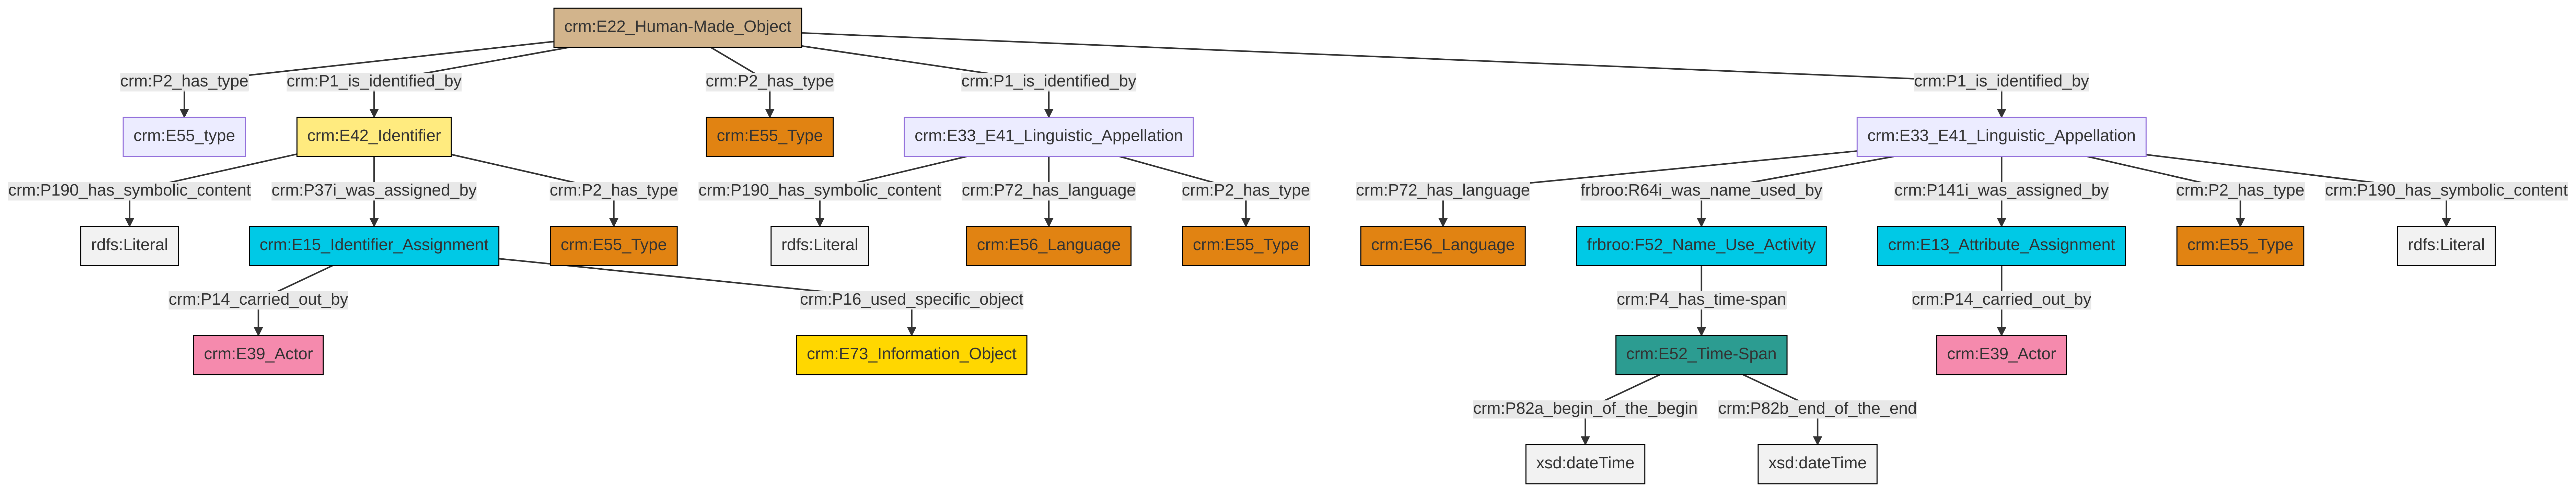 crm:E22_Human-Made_Object
crm:P2_has_type
crm:P1_is_identified_by
crm:P2_has_type
crm:P1_is_identified_by
crm:P1_is_identified_by
crm:E55_type
crm:E42_Identifier
crm:E55_Type
crm:E33_E41_Linguistic_Appellation
crm:E33_E41_Linguistic_Appellation
crm:P190_has_symbolic_content
crm:P37i_was_assigned_by
crm:P2_has_type
crm:P190_has_symbolic_content
crm:P72_has_language
crm:P2_has_type
crm:P72_has_language
frbroo:R64i_was_name_used_by
crm:P141i_was_assigned_by
crm:P2_has_type
crm:P190_has_symbolic_content
rdfs:Literal
crm:E15_Identifier_Assignment
crm:E55_Type
rdfs:Literal
crm:E56_Language
crm:E55_Type
crm:E56_Language
frbroo:F52_Name_Use_Activity
crm:E13_Attribute_Assignment
crm:E55_Type
rdfs:Literal
crm:P14_carried_out_by
crm:P16_used_specific_object
crm:P4_has_time-span
crm:P14_carried_out_by
crm:E39_Actor
crm:E73_Information_Object
crm:E52_Time-Span
crm:E39_Actor
crm:P82a_begin_of_the_begin
crm:P82b_end_of_the_end
xsd:dateTime
xsd:dateTime